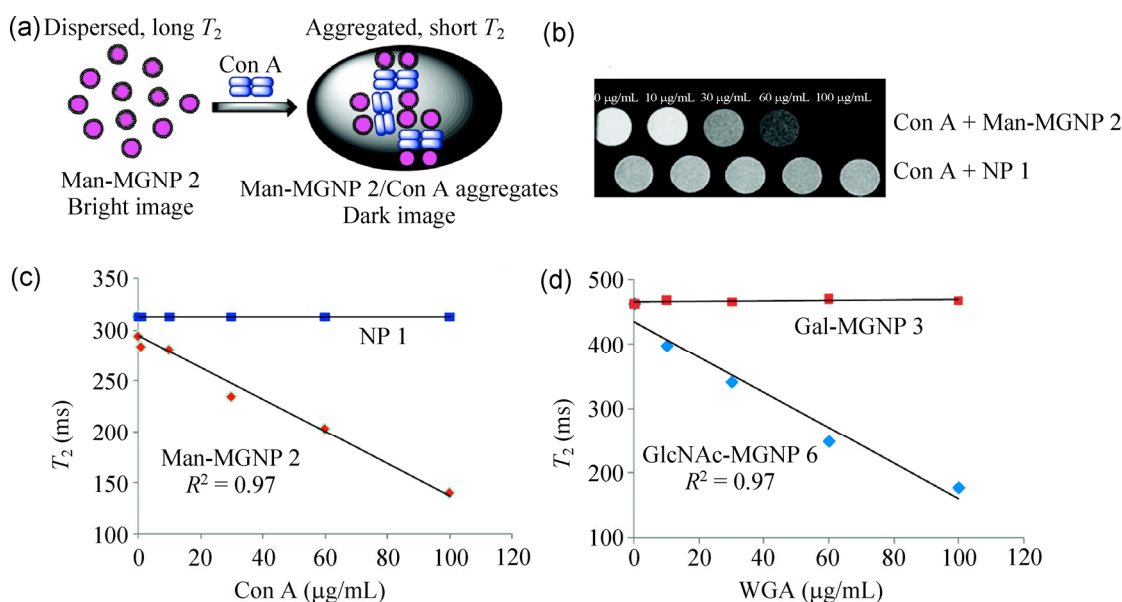 (a)
Dispersed, long T₂
Aggregated, short T₂
Con A
Man-MGNP 2
Bright image
Man-MGNP 2/Con A aggregates
Dark image
(b)
0 μg/mL 10 μg/mL 30 μg/mL 60 μg/mL 100 μg/mL
Con A + Man-MGNP 2
Con A + NP 1
(c)
T₂ (ms)
350
300
250
200
150
100
NP 1
Man-MGNP 2
R² = 0.97
0 20 40 60 80 100 120
Con A (μg/mL)
(d)
T₂ (ms)
500
400
300
200
100
Gal-MGNP 3
GlcNAc-MGNP 6
R² = 0.97
0 20 40 60 80 100 120
WGA (μg/mL)